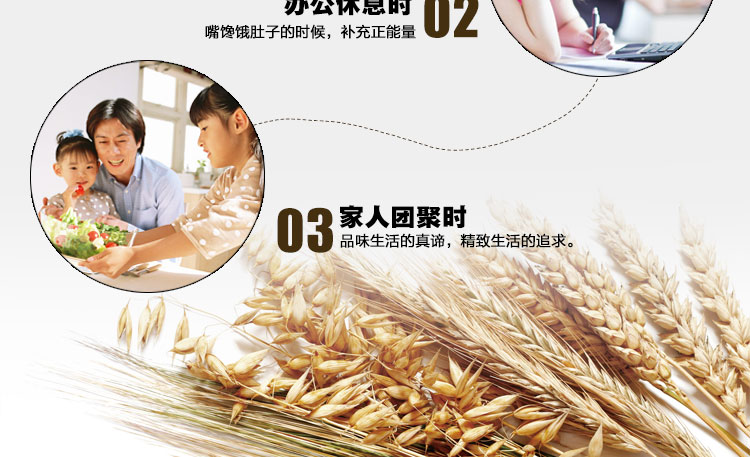 办公休息时
02
嘴馋饿肚子的时候，补充正能量
03
家人团聚时
品味生活的真谛，精致生活的追求。